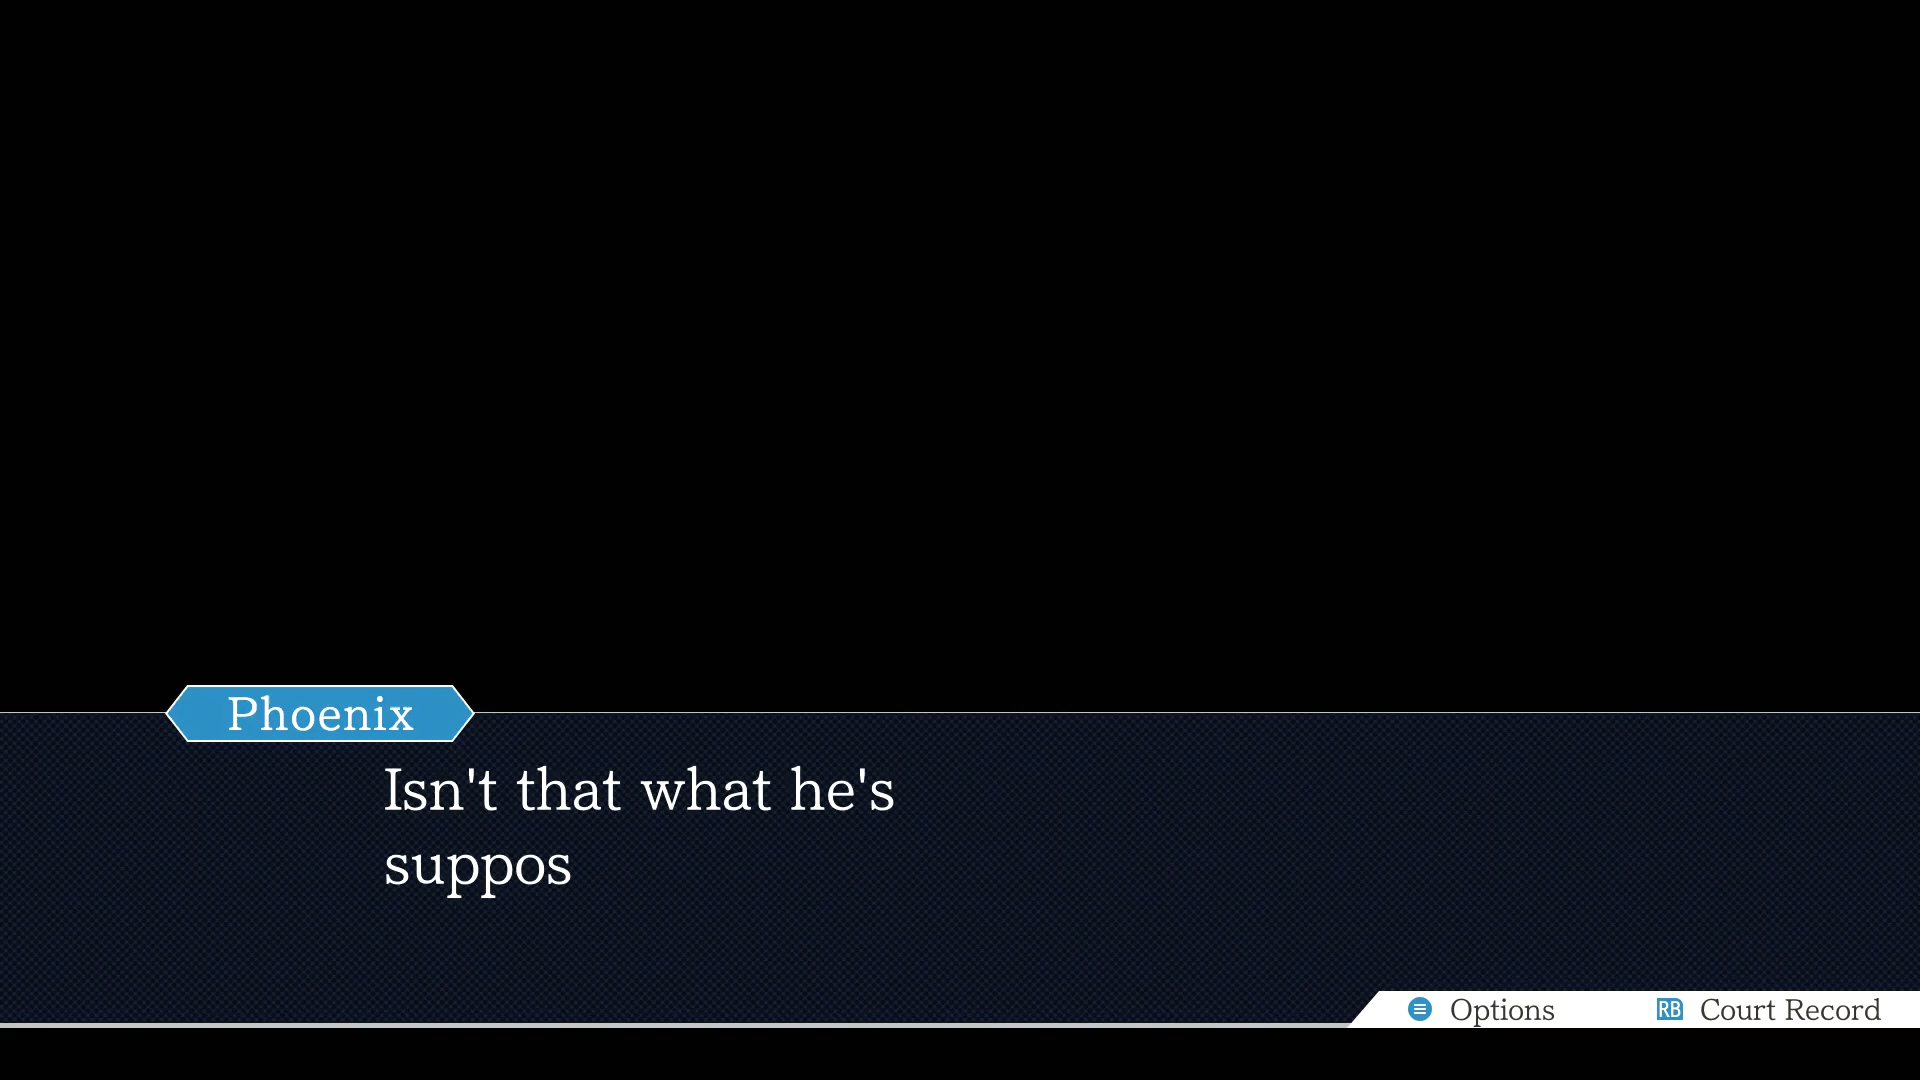 Phoenix
Isn't that what he's
suppos
Options
RB Court Record